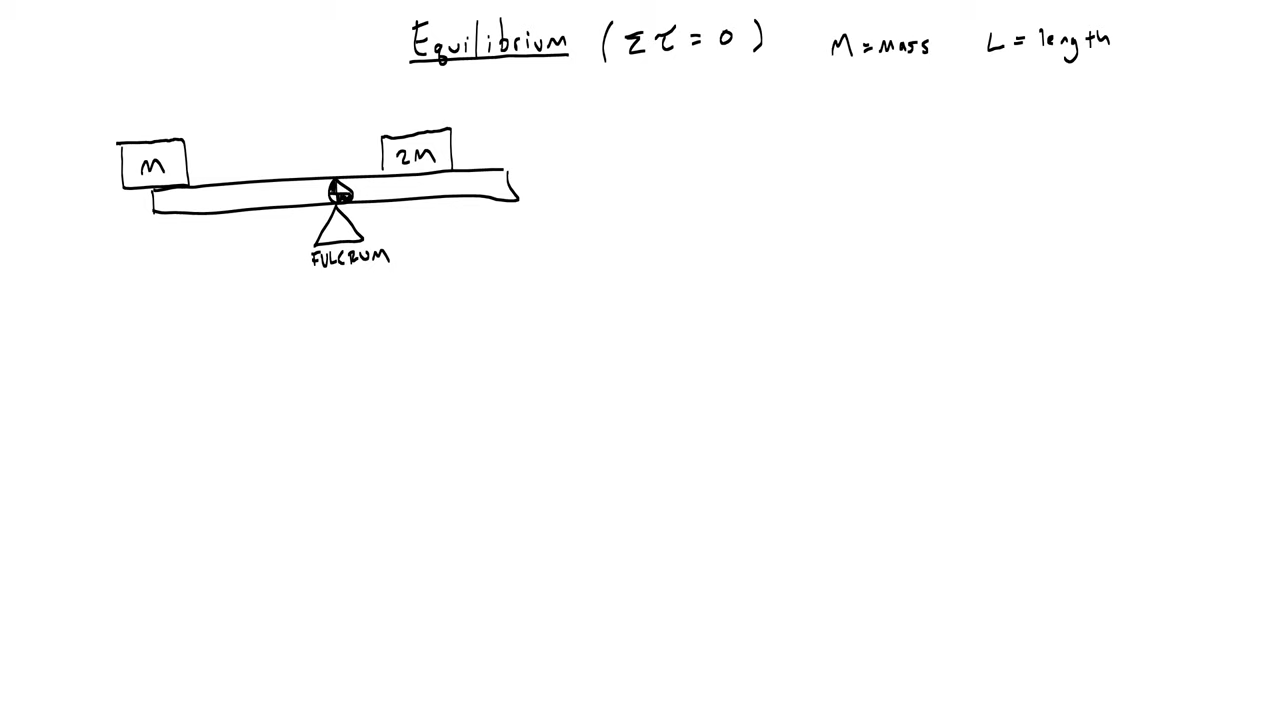 Equilibrium (Στ = 0) M = mass L = length
M
2M
FULCRUM